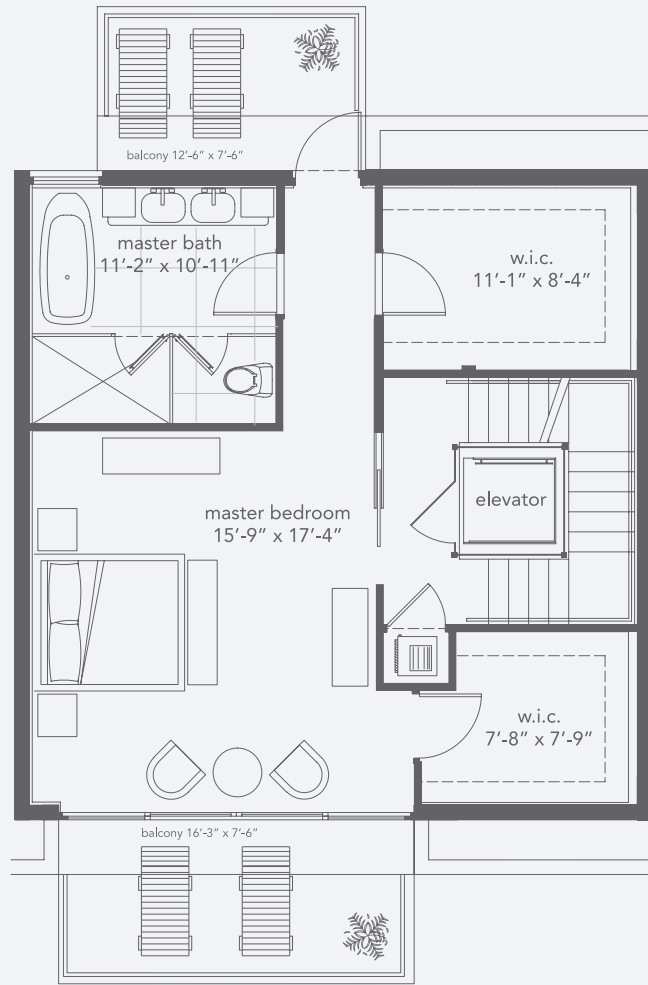 balcony 12'-6” x 7'-6”
master bath
11'-2” x 10'-11”
w.i.c.
11'-1” x 8'-4”
elevator
master bedroom
15'-9” x 17'-4”
w.i.c.
7'-8” x 7'-9”
balcony 16'-3” x 7'-6”